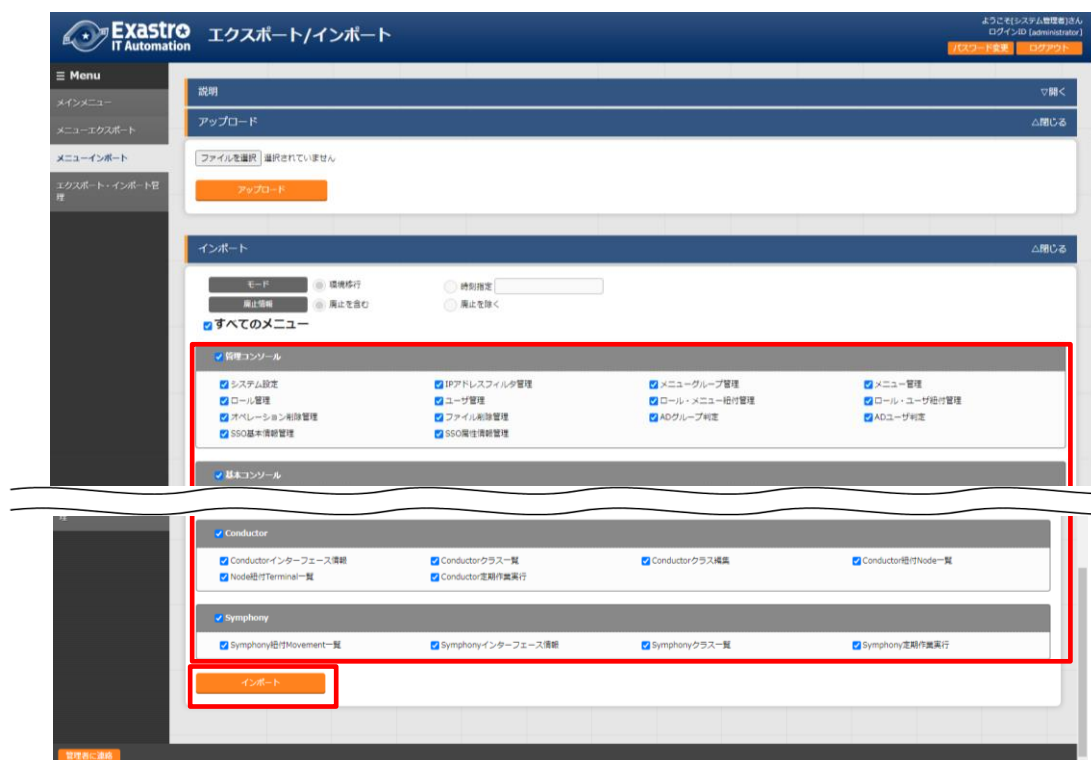 Exastro
IT Automation
エクスポート/インポート
ようこそ[システム管理者]さん
ログインID [administrator]
パスワード変更 ログアウト
☰ Menu
メインメニュー
メニューエクスポート
メニューインポート
エクスポート・インポート管
理
説明 ▽開く
アップロード △閉じる
ファイルを選択 選択されていません
アップロード
インポート △閉じる
モード 環境移行 時刻指定
廃止情報 廃止を含む 廃止を除く
すべてのメニュー
管理コンソール
システム設定 IPアドレスフィルタ管理 メニューグループ管理 メニュー管理
ロール管理 ユーザ管理 ロール・メニュー紐付管理 ロール・ユーザ紐付管理
オペレーション削除管理 ファイル削除管理 ADグループ判定 ADユーザ判定
SSO基本情報管理 SSO属性情報管理
基本コンソール
理
Conductor
Conductorインターフェース情報 Conductorクラス一覧 Conductorクラス編集 Conductor紐付Node一覧
Node紐付Terminal一覧 Conductor定期作業実行
Symphony
Symphony紐付Movement一覧 Symphonyインターフェース情報 Symphonyクラス一覧 Symphony定期作業実行
インポート
管理者に連絡